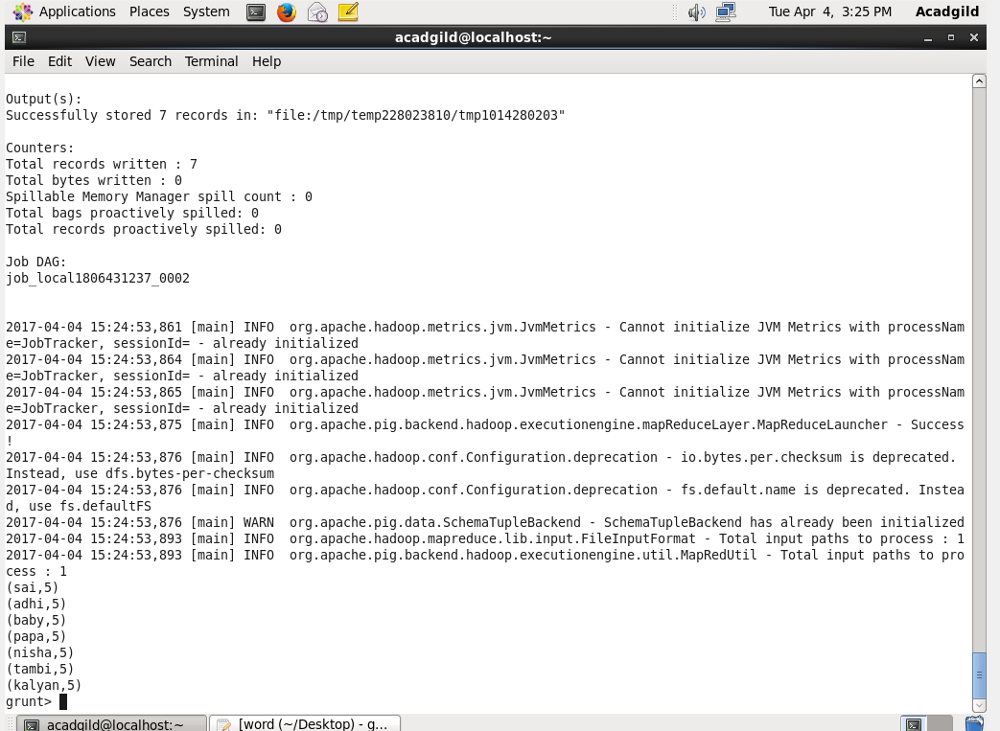 Applications Places System Tue Apr 4, 3:25 PM Acadgild
acadgild@localhost:~
File Edit View Search Terminal Help
Output(s):
Successfully stored 7 records in: "file:/tmp/temp228023810/tmp1014280203"
Counters:
Total records written : 7
Total bytes written : 0
Spillable Memory Manager spill count : 0
Total bags proactively spilled: 0
Total records proactively spilled: 0
Job DAG:
job_local1806431237_0002
2017-04-04 15:24:53,861 [main] INFO  org.apache.hadoop.metrics.jvm.JvmMetrics - Cannot initialize JVM Metrics with processNam
e=JobTracker, sessionId= - already initialized
2017-04-04 15:24:53,864 [main] INFO  org.apache.hadoop.metrics.jvm.JvmMetrics - Cannot initialize JVM Metrics with processNam
e=JobTracker, sessionId= - already initialized
2017-04-04 15:24:53,865 [main] INFO  org.apache.hadoop.metrics.jvm.JvmMetrics - Cannot initialize JVM Metrics with processNam
e=JobTracker, sessionId= - already initialized
2017-04-04 15:24:53,875 [main] INFO  org.apache.pig.backend.hadoop.executionengine.mapReduceLayer.MapReduceLauncher - Success
!
2017-04-04 15:24:53,876 [main] INFO  org.apache.hadoop.conf.Configuration.deprecation - io.bytes.per.checksum is deprecated.
Instead, use dfs.bytes-per-checksum
2017-04-04 15:24:53,876 [main] INFO  org.apache.hadoop.conf.Configuration.deprecation - fs.default.name is deprecated. Instea
d, use fs.defaultFS
2017-04-04 15:24:53,876 [main] WARN  org.apache.pig.data.SchemaTupleBackend - SchemaTupleBackend has already been initialized
2017-04-04 15:24:53,893 [main] INFO  org.apache.hadoop.mapreduce.lib.input.FileInputFormat - Total input paths to process : 1
2017-04-04 15:24:53,893 [main] INFO  org.apache.pig.backend.hadoop.executionengine.util.MapRedUtil - Total input paths to pro
cess : 1
(sai,5)
(adhi,5)
(baby,5)
(papa,5)
(nisha,5)
(tambi,5)
(kalyan,5)
grunt>
acadgild@localhost:~ [word (~/Desktop) - g...